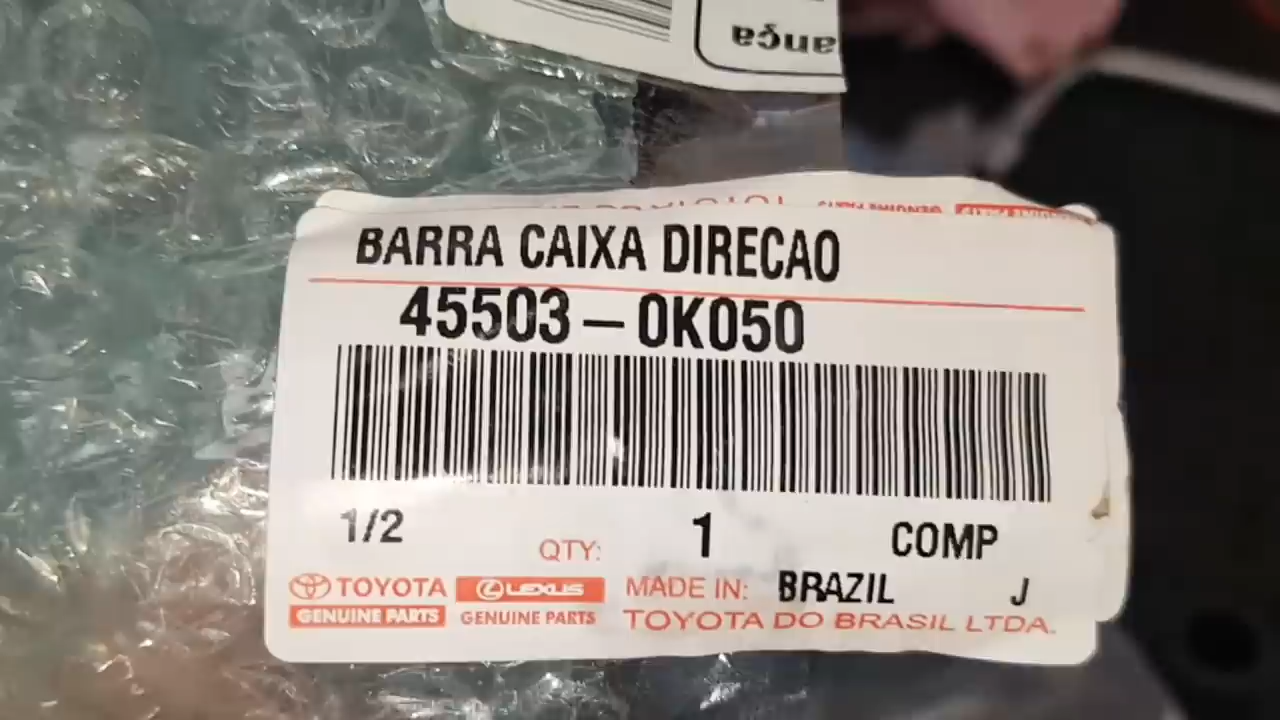 BARRA CAIXA DIRECAO
45503-0K050
1/2 QTY: 1 COMP
TOYOTA LEXUS MADE IN: BRAZIL J
GENUINE PARTS GENUINE PARTS TOYOTA DO BRASIL LTDA.